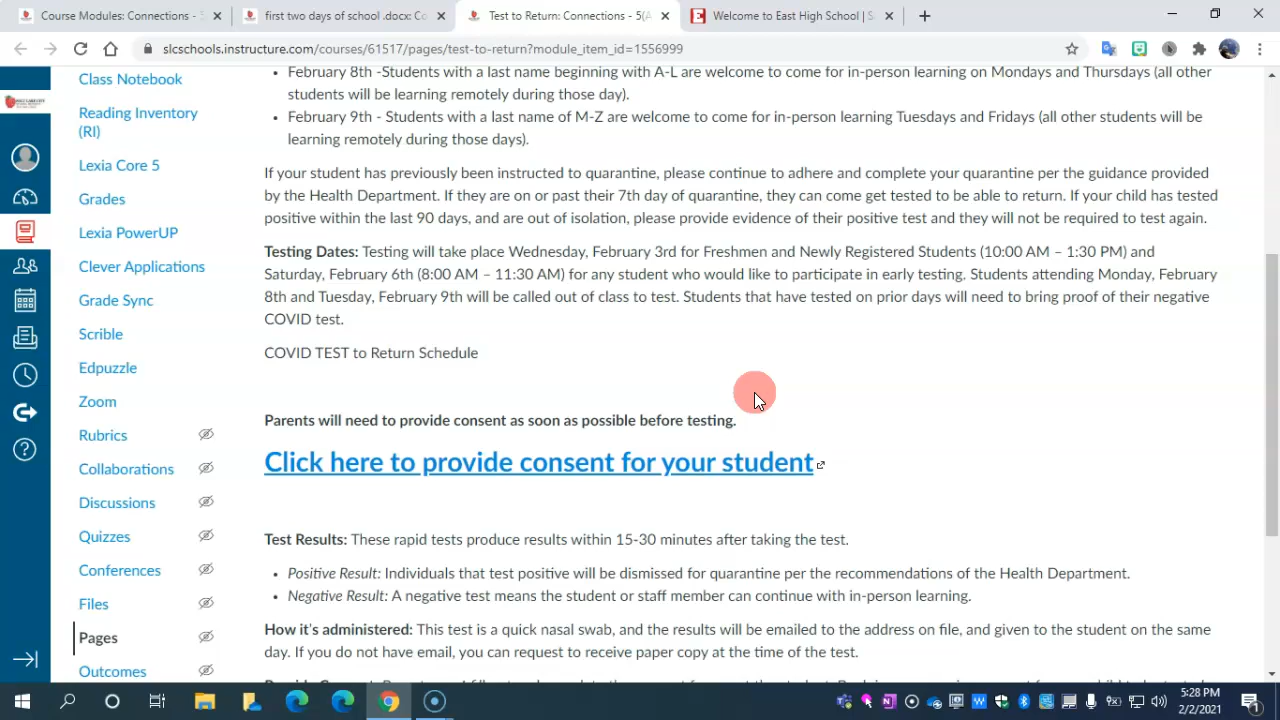 Course Modules: Connections - 5(
first two days of school .docx: Co
Test to Return: Connections - 5(A
Welcome to East High School | S
slcschools.instructure.com/courses/61517/pages/test-to-return?module_item_id=1556999
Class Notebook
Reading Inventory
(RI)
Lexia Core 5
Grades
Lexia PowerUP
Clever Applications
Grade Sync
Scrible
Edpuzzle
Zoom
Rubrics
Collaborations
Discussions
Quizzes
Conferences
Files
Pages
Outcomes
February 8th -Students with a last name beginning with A-L are welcome to come for in-person learning on Mondays and Thursdays (all other
students will be learning remotely during those day).
February 9th - Students with a last name of M-Z are welcome to come for in-person learning Tuesdays and Fridays (all other students will be
learning remotely during those days).
If your student has previously been instructed to quarantine, please continue to adhere and complete your quarantine per the guidance provided
by the Health Department. If they are on or past their 7th day of quarantine, they can come get tested to be able to return. If your child has tested
positive within the last 90 days, and are out of isolation, please provide evidence of their positive test and they will not be required to test again.
Testing Dates: Testing will take place Wednesday, February 3rd for Freshmen and Newly Registered Students (10:00 AM – 1:30 PM) and
Saturday, February 6th (8:00 AM – 11:30 AM) for any student who would like to participate in early testing. Students attending Monday, February
8th and Tuesday, February 9th will be called out of class to test. Students that have tested on prior days will need to bring proof of their negative
COVID test.
COVID TEST to Return Schedule
Parents will need to provide consent as soon as possible before testing.
Click here to provide consent for your student
Test Results: These rapid tests produce results within 15-30 minutes after taking the test.
Positive Result: Individuals that test positive will be dismissed for quarantine per the recommendations of the Health Department.
Negative Result: A negative test means the student or staff member can continue with in-person learning.
How it's administered: This test is a quick nasal swab, and the results will be emailed to the address on file, and given to the student on the same
day. If you do not have email, you can request to receive paper copy at the time of the test.
5:28 PM
2/2/2021